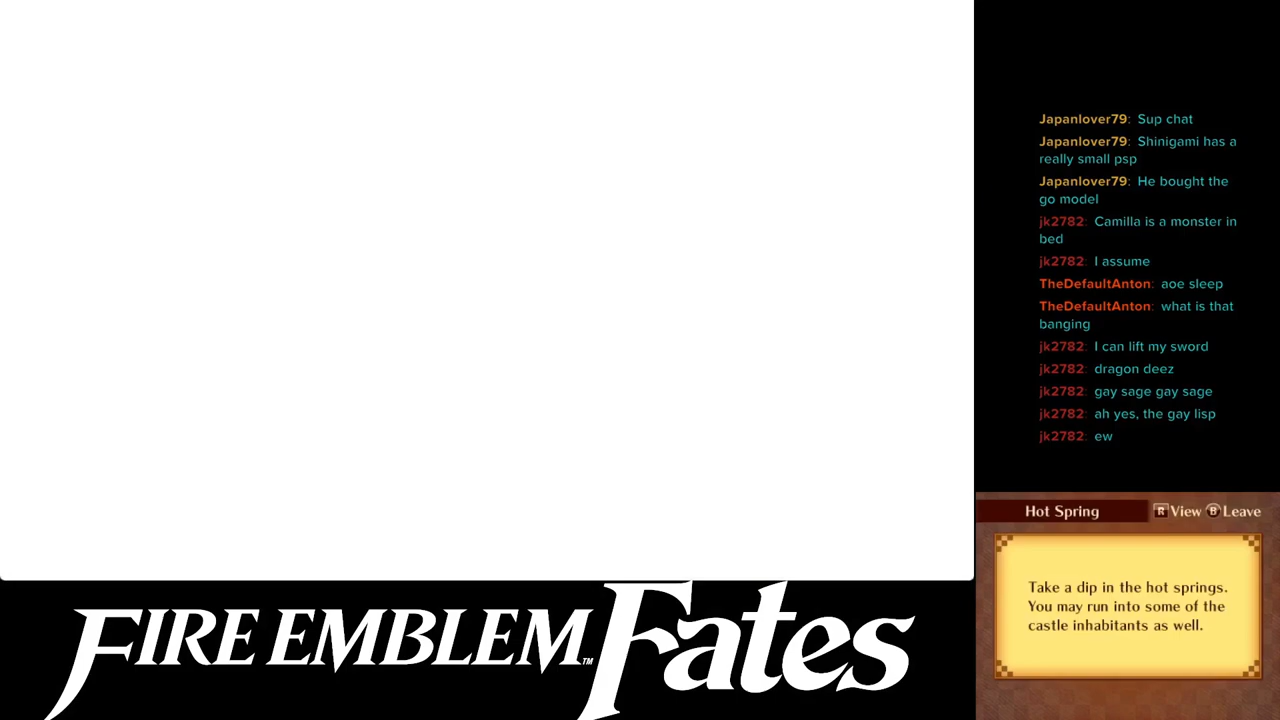 Japanlover79: Sup chat
Japanlover79: Shinigami has a
really small psp
Japanlover79: He bought the
go model
jk2782: Camilla is a monster in
bed
jk2782: I assume
TheDefaultAnton: aoe sleep
TheDefaultAnton: what is that
banging
jk2782: I can lift my sword
jk2782: dragon deez
jk2782: gay sage gay sage
jk2782: ah yes, the gay lisp
jk2782: ew
Hot Spring R View B Leave
Take a dip in the hot springs.
You may run into some of the
castle inhabitants as well.
FIRE EMBLEM™ Fates